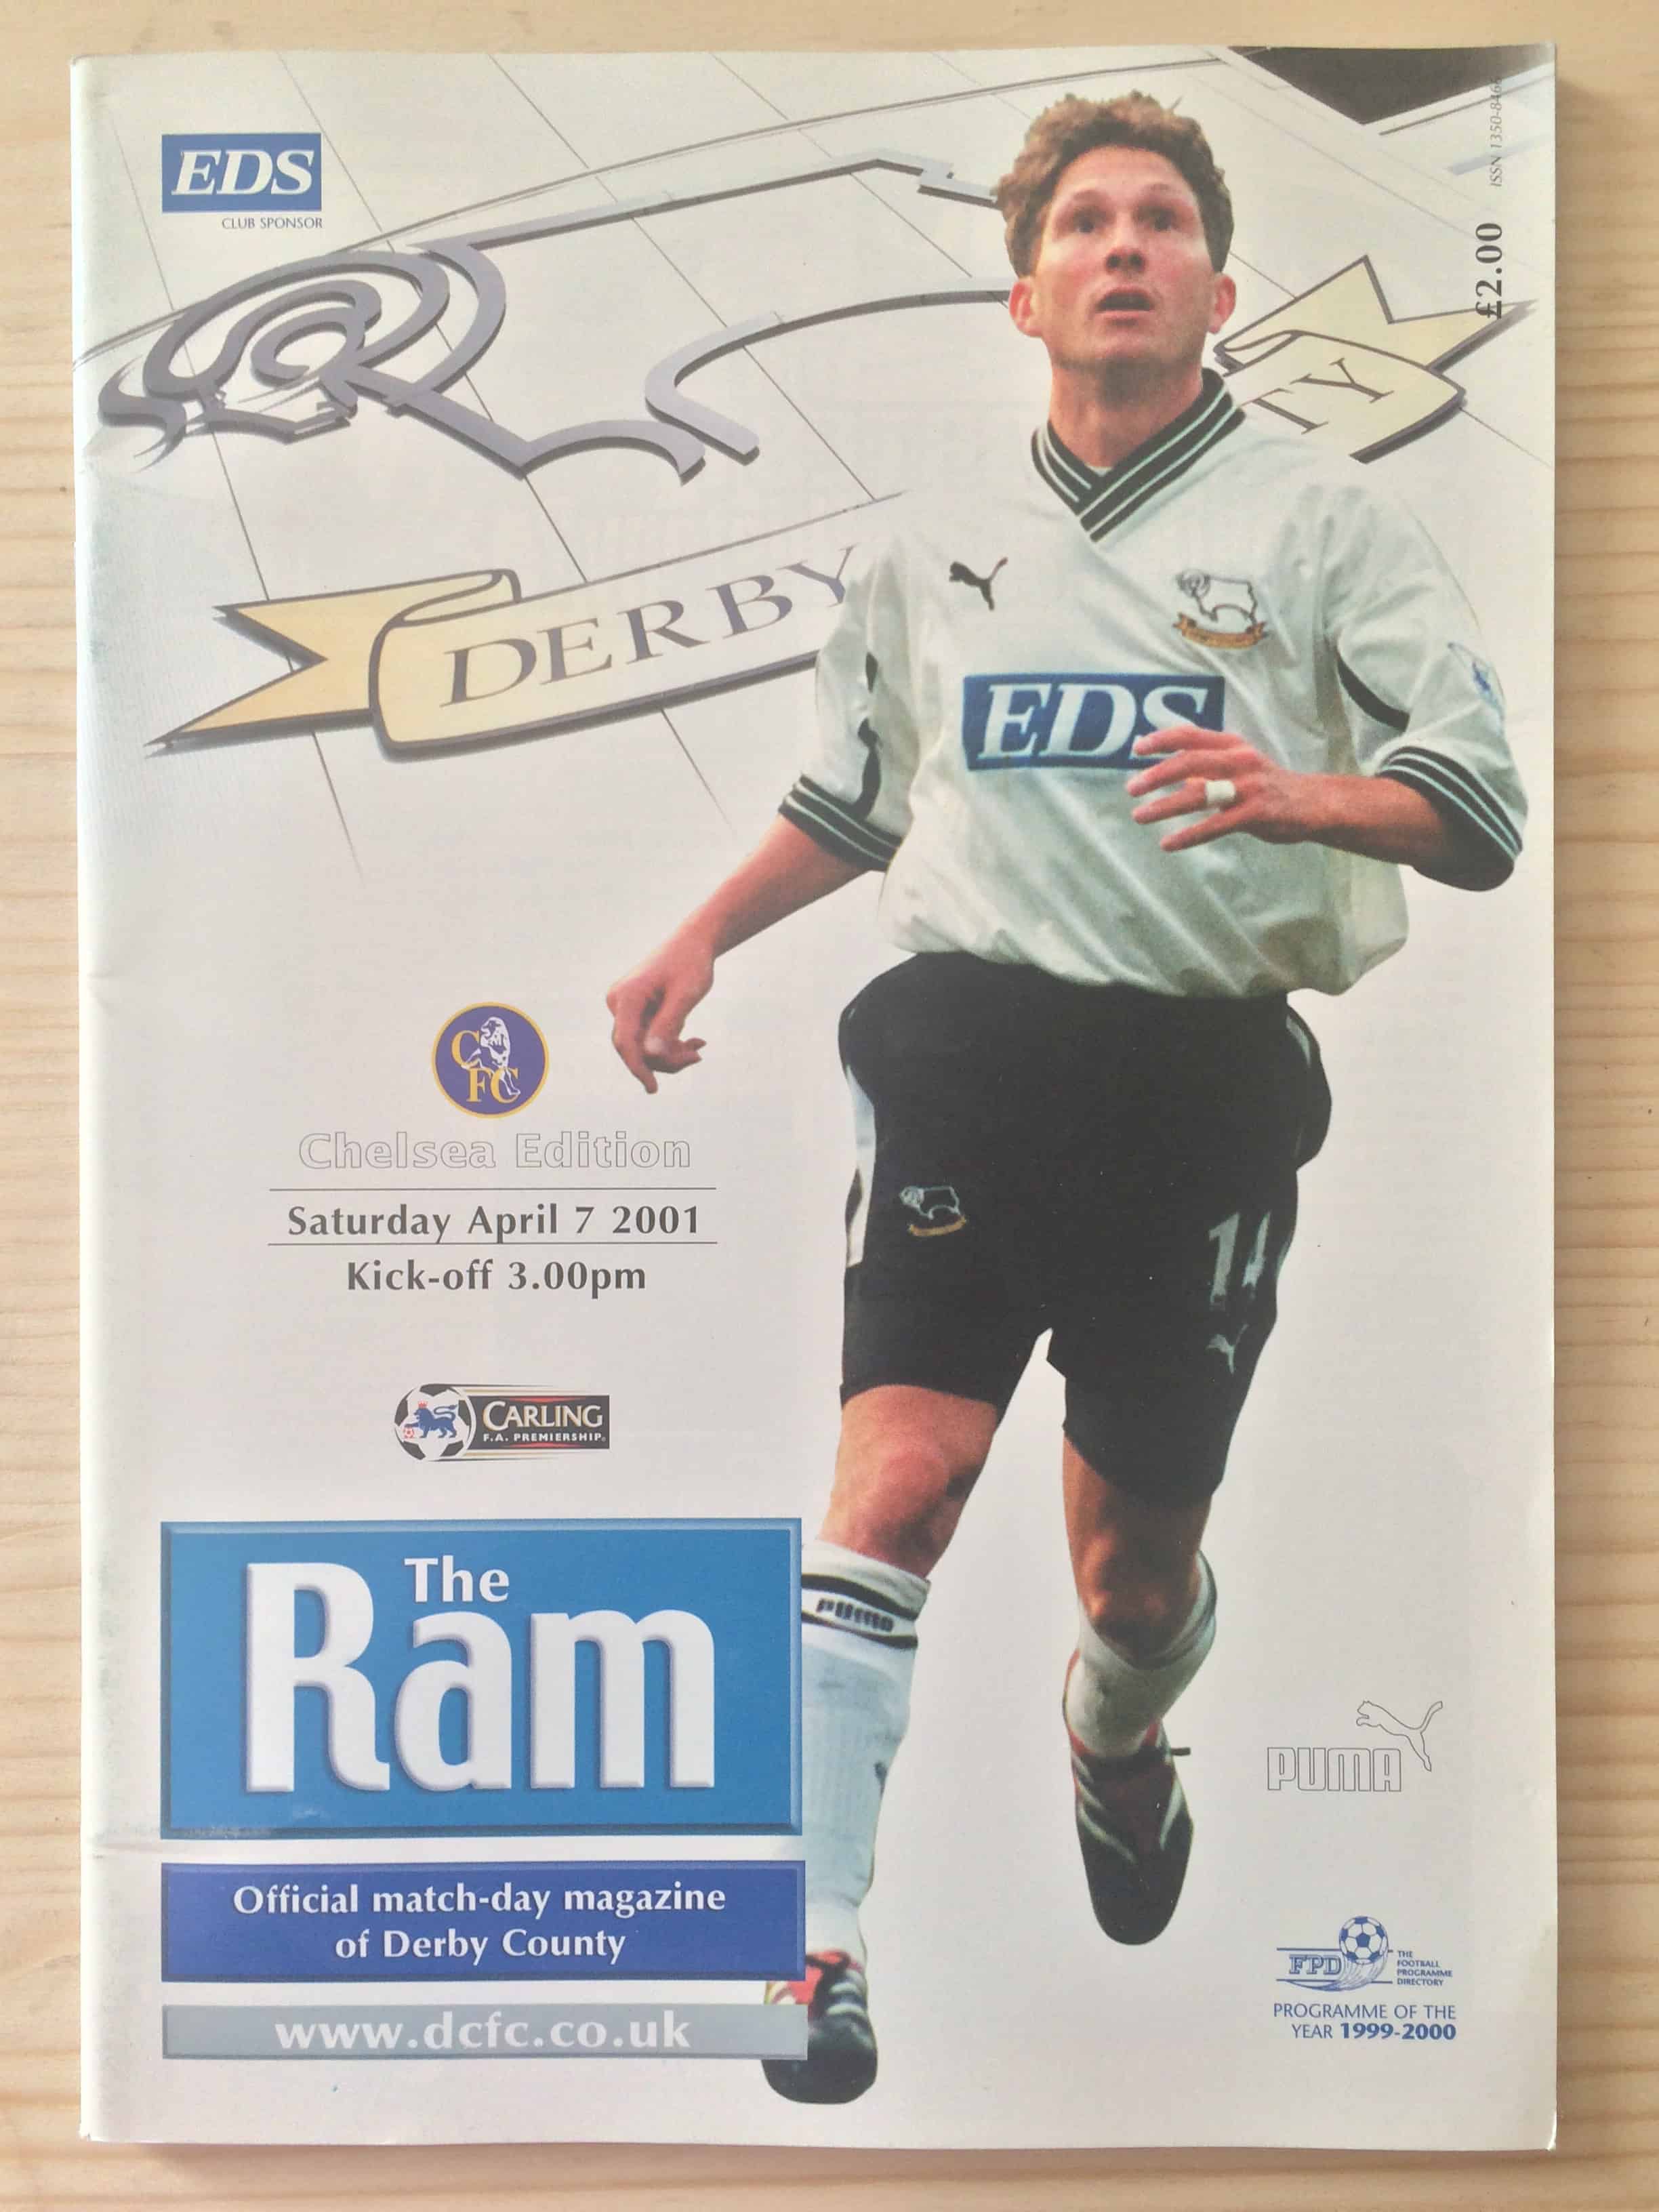 EDS
CLUB SPONSOR
ISSN 1350-846
£2.00
DERBY
TY
EDS
CFC
Chelsea Edition
Saturday April 7 2001
Kick-off 3.00pm
14
CARLING
F.A. PREMIERSHIP.
The
Ram
PUMA
PUMA
Official match-day magazine
of Derby County
www.dcfc.co.uk
FPD
THE
FOOTBALL
PROGRAMME
DIRECTORY
PROGRAMME OF THE
YEAR 1999-2000